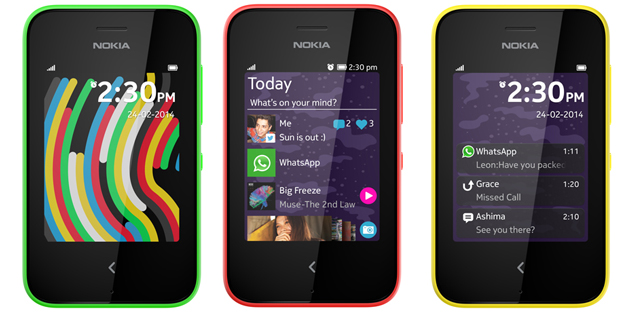 NOKIA
2:30PM
24-02-2014
NOKIA
2:30 pm
Today
What's on your mind?
Me
2 3
Sun is out :)
WhatsApp
Big Freeze
Muse-The 2nd Law
NOKIA
2:30PM
24-02-2014
WhatsApp 1:11
Leon:Have you packed
Grace 1:20
Missed Call
Ashima 2:10
See you there?